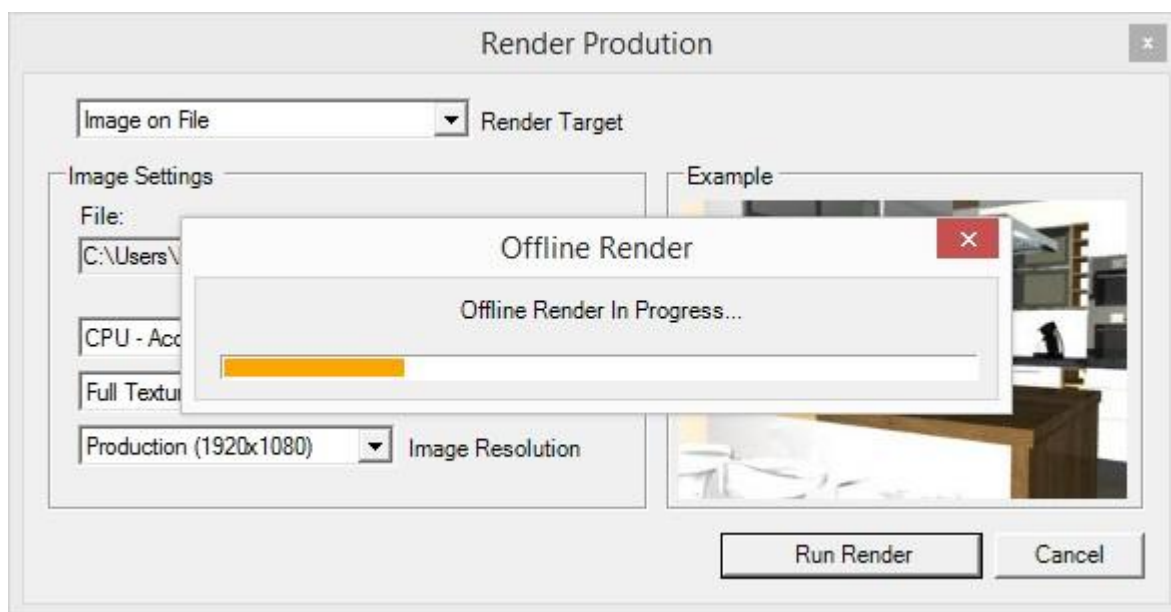 Render Prodution
x
Image on File
Render Target
Image Settings
Example
File:
C:\Users\
Offline Render
Offline Render In Progress...
CPU - Acc
Full Textu
Production (1920x1080)
Image Resolution
Run Render
Cancel